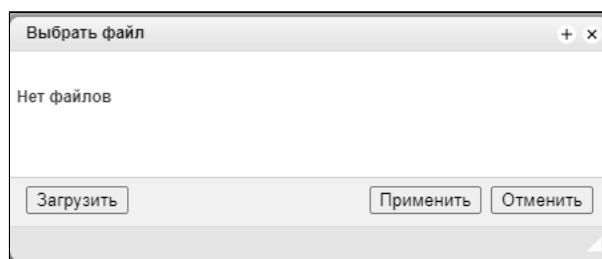 Выбрать файл
Нет файлов
Загрузить Применить Отменить